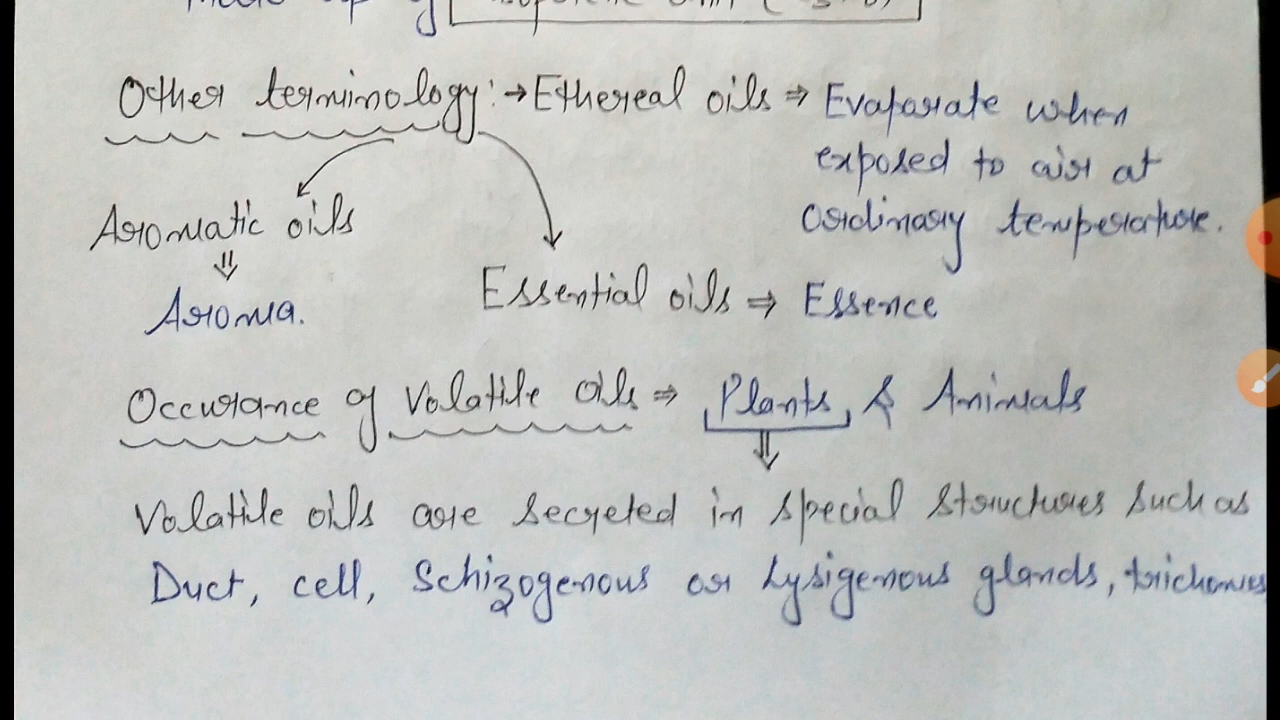 Other terminology:→Ethereal oils ⇒ Evaporate when
exposed to air at
ordinary temperature.
Aromatic oils
⇓
Aroma.
Essential oils ⇒ Essence
Occurance of Volatile Oils ⇒ Plants, & Animals
⇓
Volatile oils are secreted in special structures such as
Duct, cell, Schizogenous or Lysigenous glands, trichomes